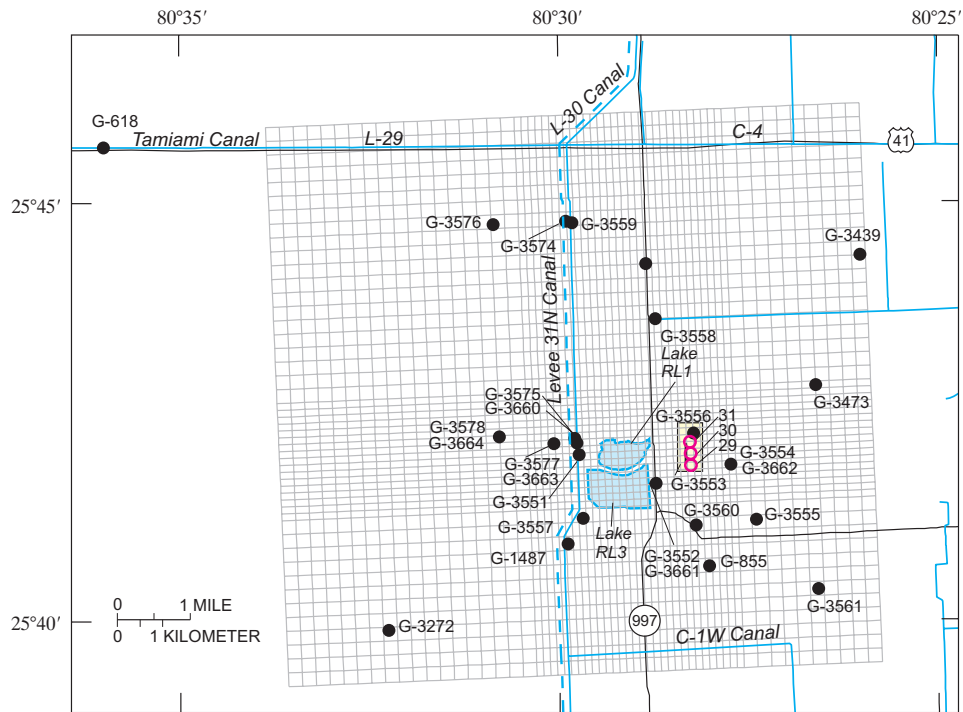 80°35′ 80°30′ 80°25′
G-618
Tamiami Canal L-29 L-30 Canal C-4 41
25°45′
G-3576 G-3574 G-3559 G-3439
Levee 31N Canal
G-3558
Lake
RL1
G-3473
G-3575
G-3660
G-3578
G-3664
G-3577
G-3663
G-3551
G-3556 31
30
29
G-3553
G-3554
G-3662
G-3557
G-1487
Lake
RL3
G-3552
G-3661
G-3560
G-3555
G-855
G-3561
25°40′
0 1 MILE
0 1 KILOMETER
G-3272
997
C-1W Canal